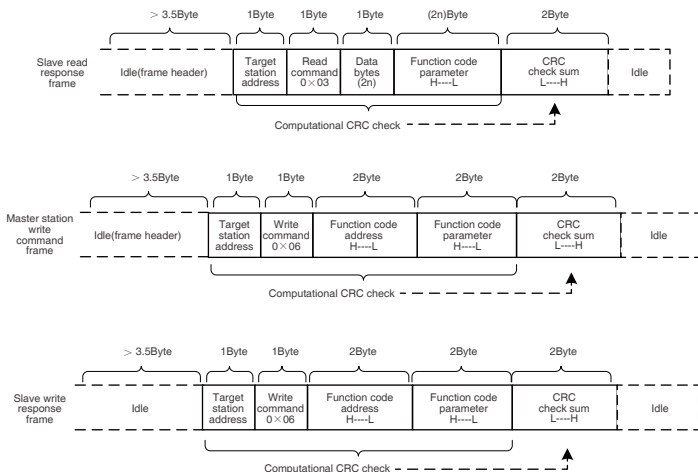 > 3.5Byte 1Byte 1Byte 1Byte (2n)Byte 2Byte
Slave read
response
frame
Idle(frame header)
Target
station
address
Read
command
0×03
Data
bytes
(2n)
Function code
parameter
H----L
CRC
check sum
L----H
Idle
Computational CRC check
> 3.5Byte 1Byte 1Byte 2Byte 2Byte 2Byte
Master station
write
command
frame
Idle(frame header)
Target
station
address
Write
command
0×06
Function code
address
H----L
Function code
parameter
H----L
CRC
check sum
L----H
Idle
Computational CRC check
> 3.5Byte 1Byte 1Byte 2Byte 2Byte 2Byte
Slave write
response
frame
Idle
Target
station
address
Write
command
0×06
Function code
address
H----L
Function code
parameter
H----L
CRC
check sum
L----H
Idle
Computational CRC check